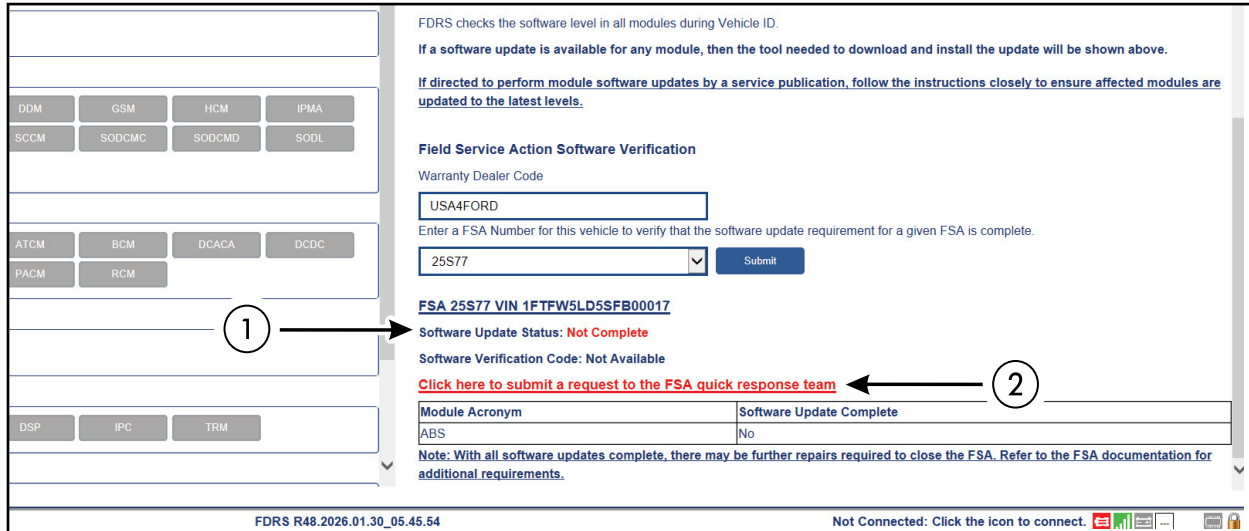 FDRS checks the software level in all modules during Vehicle ID.
If a software update is available for any module, then the tool needed to download and install the update will be shown above.
If directed to perform module software updates by a service publication, follow the instructions closely to ensure affected modules are
updated to the latest levels.
DDM GSM HCM IPMA
SCCM SODCMC SODCMD SODL
Field Service Action Software Verification
Warranty Dealer Code
USA4FORD
Enter a FSA Number for this vehicle to verify that the software update requirement for a given FSA is complete.
ATCM BCM DCACA DCDC
PACM RCM
25S77 Submit
FSA 25S77 VIN 1FTFW5LD5SFB00017
1 Software Update Status: Not Complete
Software Verification Code: Not Available
Click here to submit a request to the FSA quick response team 2
Module Acronym Software Update Complete
ABS No
DSP IPC TRM
Note: With all software updates complete, there may be further repairs required to close the FSA. Refer to the FSA documentation for
additional requirements.
FDRS R48.2026.01.30_05.45.54 Not Connected: Click the icon to connect.